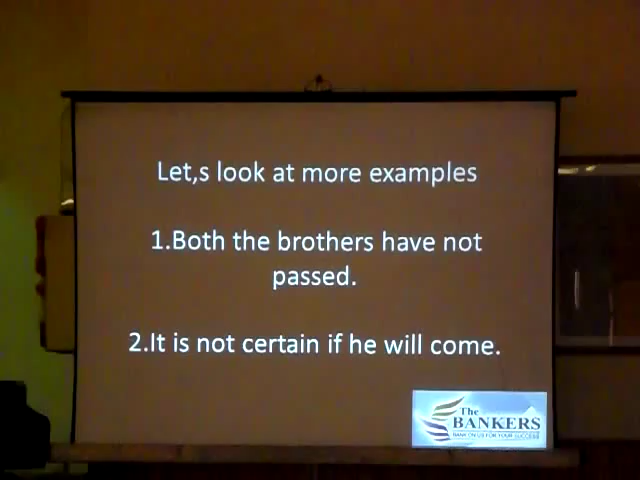 Let,s look at more examples
1.Both the brothers have not
passed.
2.It is not certain if he will come.
The
BANKERS
BANK ON US FOR YOUR SUCCESS